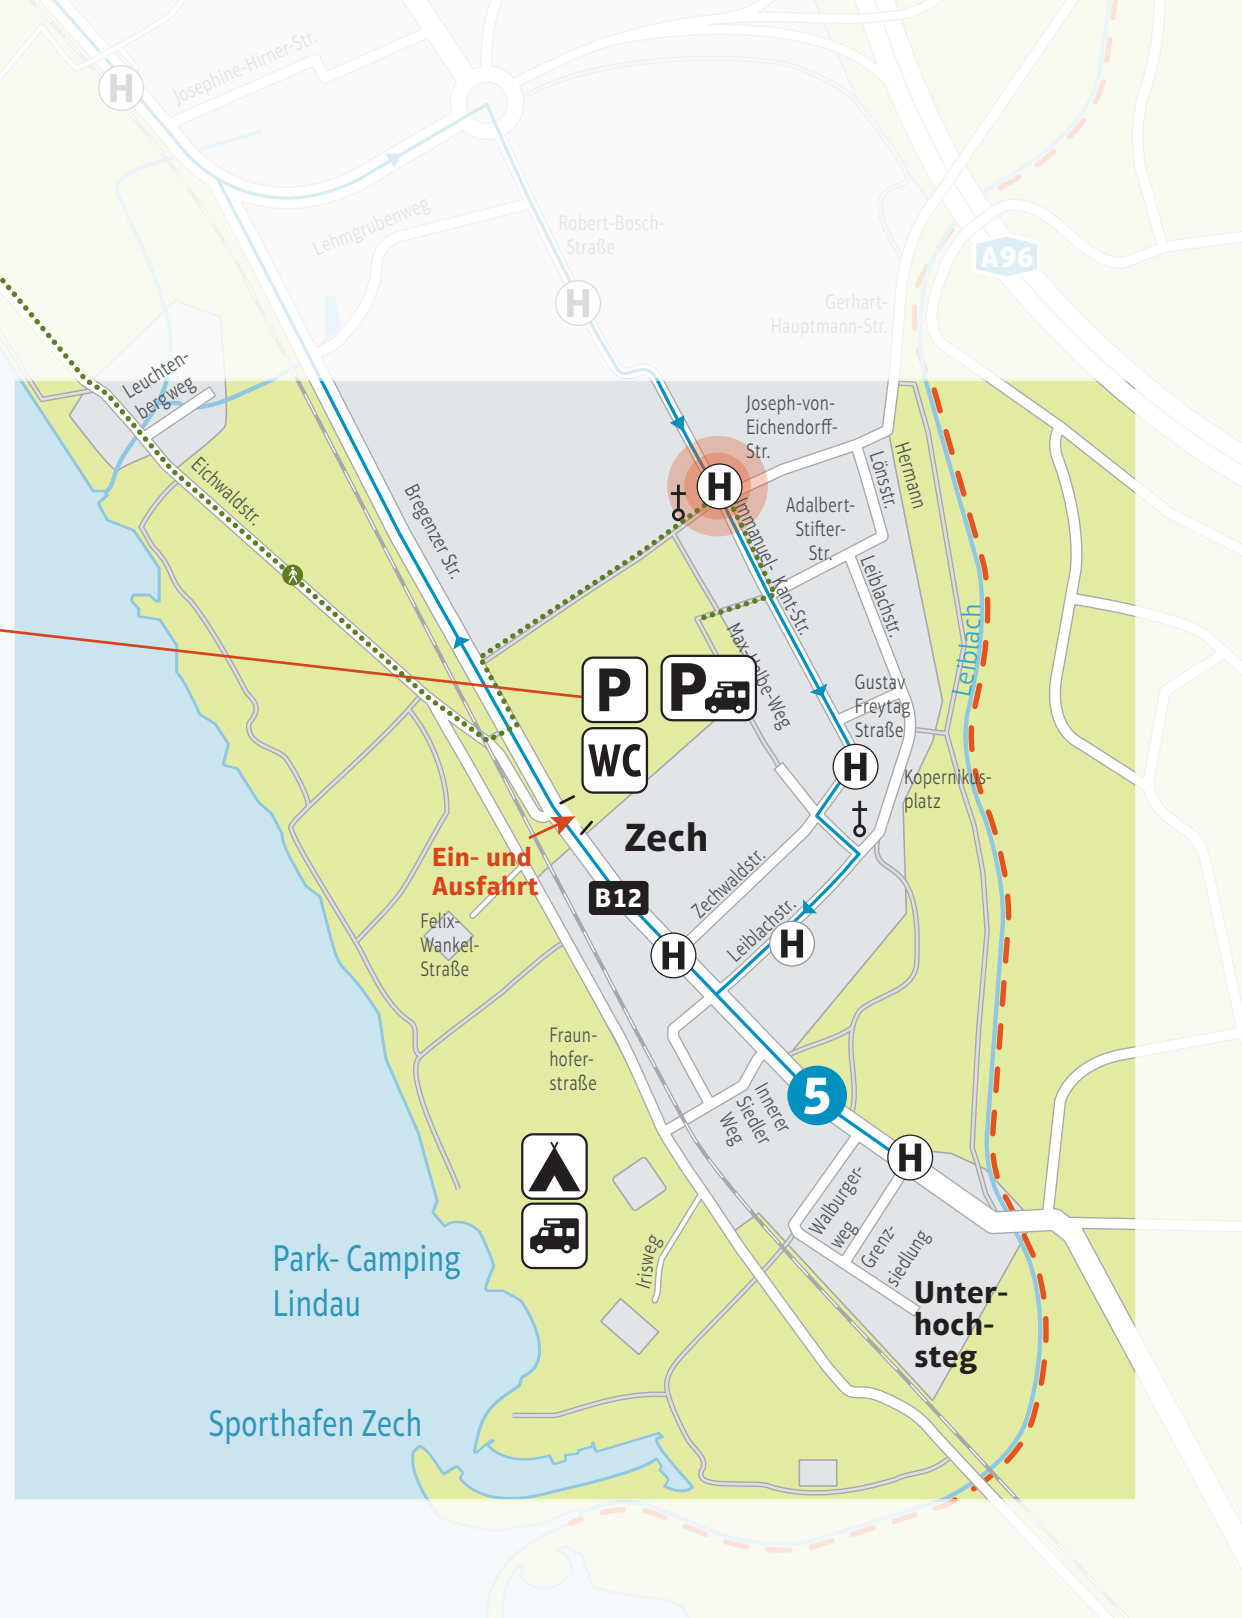 Josephine-Hirner-Str.
H
Lehmgrubenweg
Robert-Bosch-
Straße
A96
H
Gerhart-
Hauptmann-Str.
Leuchten-
bergweg
Joseph-von-
Eichendorff-
Str.
Hermann
Lönsstr.
Eichwaldstr.
Bregenzer Str.
H
Immanuel- Kant-Str.
Adalbert-
Stifter-
Str.
Leiblachstr.
Leiblach
Max-Halbe-Weg
P
P
WC
Gustav
Freytag
Straße
H
Kopernikus-
platz
Zech
Ein- und
Ausfahrt
B12
Zechwaldstr.
Leiblachstr.
H
H
Felix-
Wankel-
Straße
Fraun-
hofer-
straße
5
Innerer
Siedler
Weg
H
Walburger-
weg
Grenz-
siedlung
Irisweg
Park- Camping
Lindau
Unter-
hoch-
steg
Sporthafen Zech